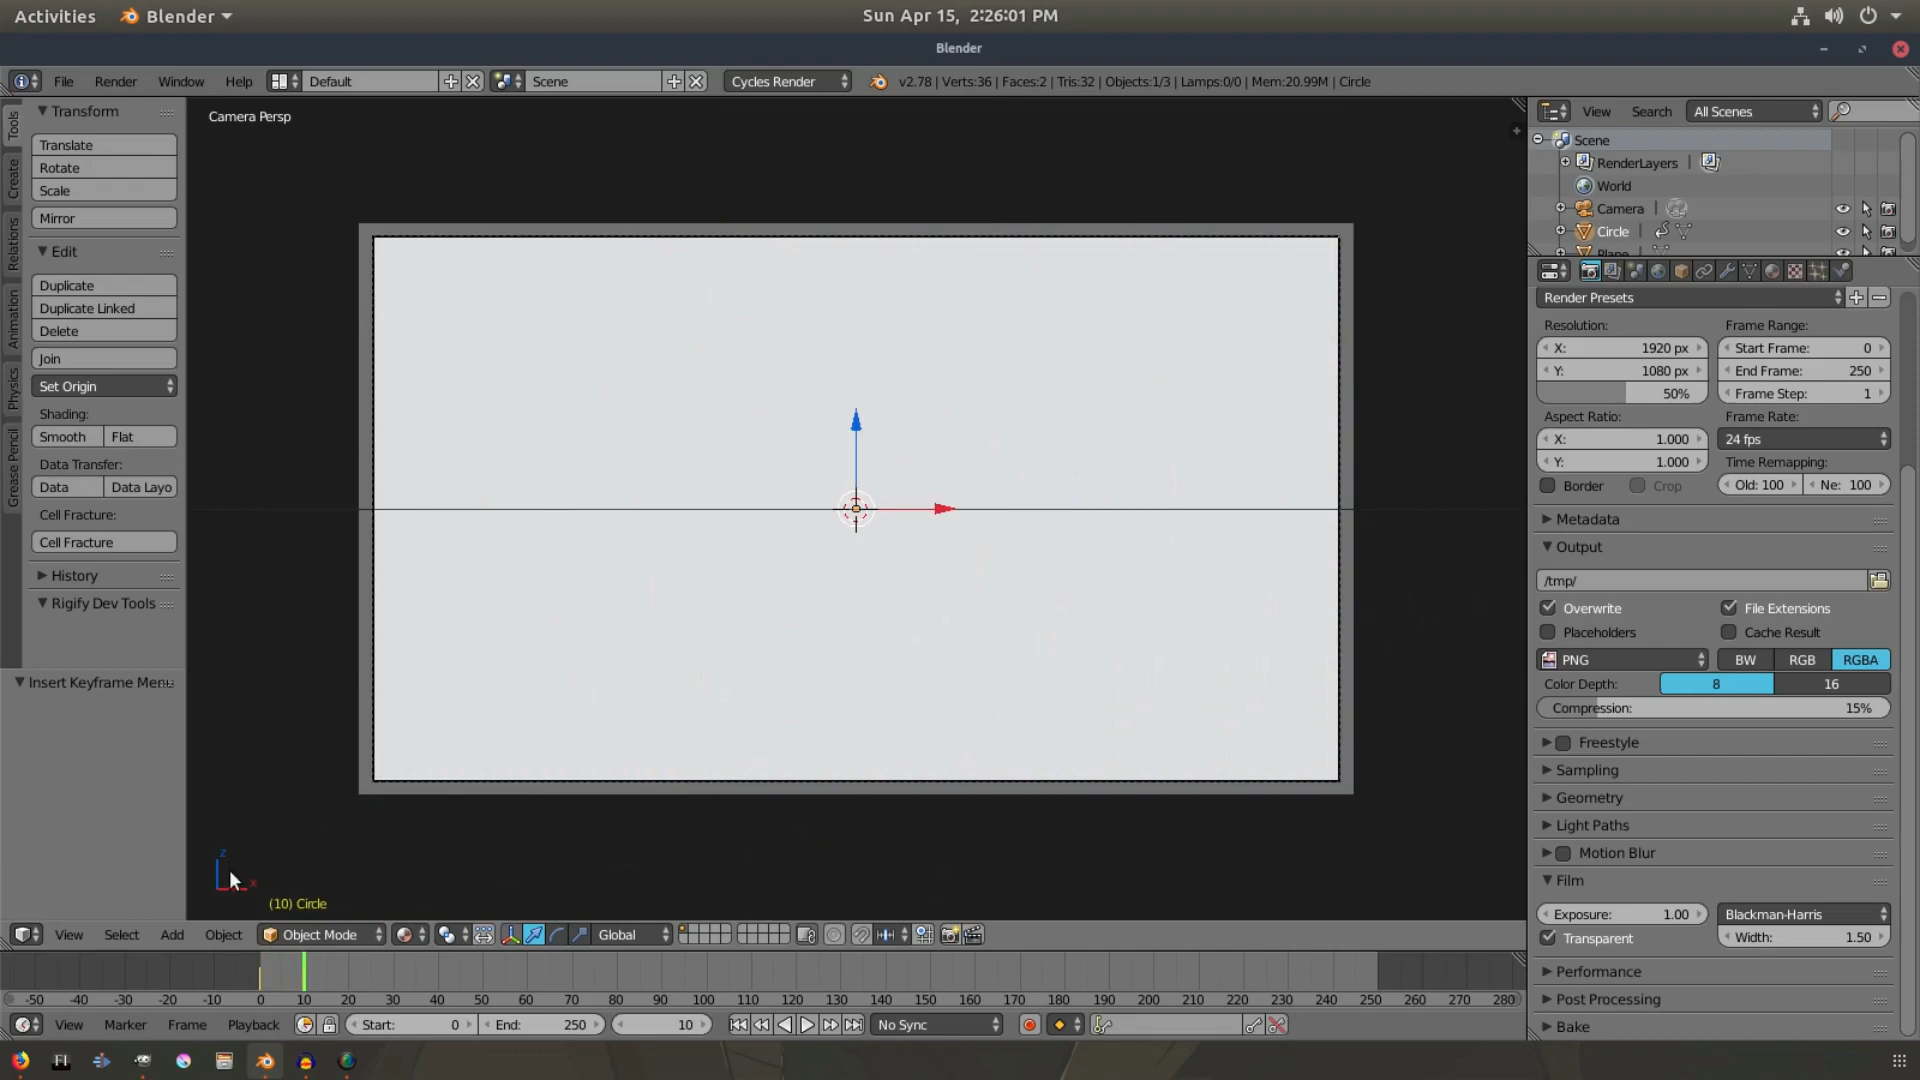 Activities Blender Sun Apr 15, 2:26:01 PM
Blender
File Render Window Help Default Scene Cycles Render v2.78 | Verts:36 | Faces:2 | Tris:32 | Objects:1/3 | Lamps:0/0 | Mem:20.99M | Circle
Tools
Create
Relations
Animation
Physics
Grease Pencil
Transform
Translate
Rotate
Scale
Mirror
Edit
Duplicate
Duplicate Linked
Delete
Join
Set Origin
Shading:
Smooth Flat
Data Transfer:
Data Data Layo
Cell Fracture:
Cell Fracture
History
Rigify Dev Tools
Insert Keyframe Menu
Camera Persp
z
x
(10) Circle
View Search All Scenes
Scene
RenderLayers
World
Camera
Circle
Plane
Render Presets
Resolution: Frame Range:
X: 1920 px Start Frame: 0
Y: 1080 px End Frame: 250
50% Frame Step: 1
Aspect Ratio: Frame Rate:
X: 1.000 24 fps
Y: 1.000 Time Remapping:
Border Crop Old: 100 Ne: 100
Metadata
Output
/tmp/
Overwrite File Extensions
Placeholders Cache Result
PNG BW RGB RGBA
Color Depth: 8 16
Compression: 15%
Freestyle
Sampling
Geometry
Light Paths
Motion Blur
Film
Exposure: 1.00 Blackman-Harris
Transparent Width: 1.50
Performance
Post Processing
Bake
View Select Add Object Object Mode Global
-50 -40 -30 -20 -10 0 10 20 30 40 50 60 70 80 90 100 110 120 130 140 150 160 170 180 190 200 210 220 230 240 250 260 270 280
View Marker Frame Playback Start: 0 End: 250 10 No Sync